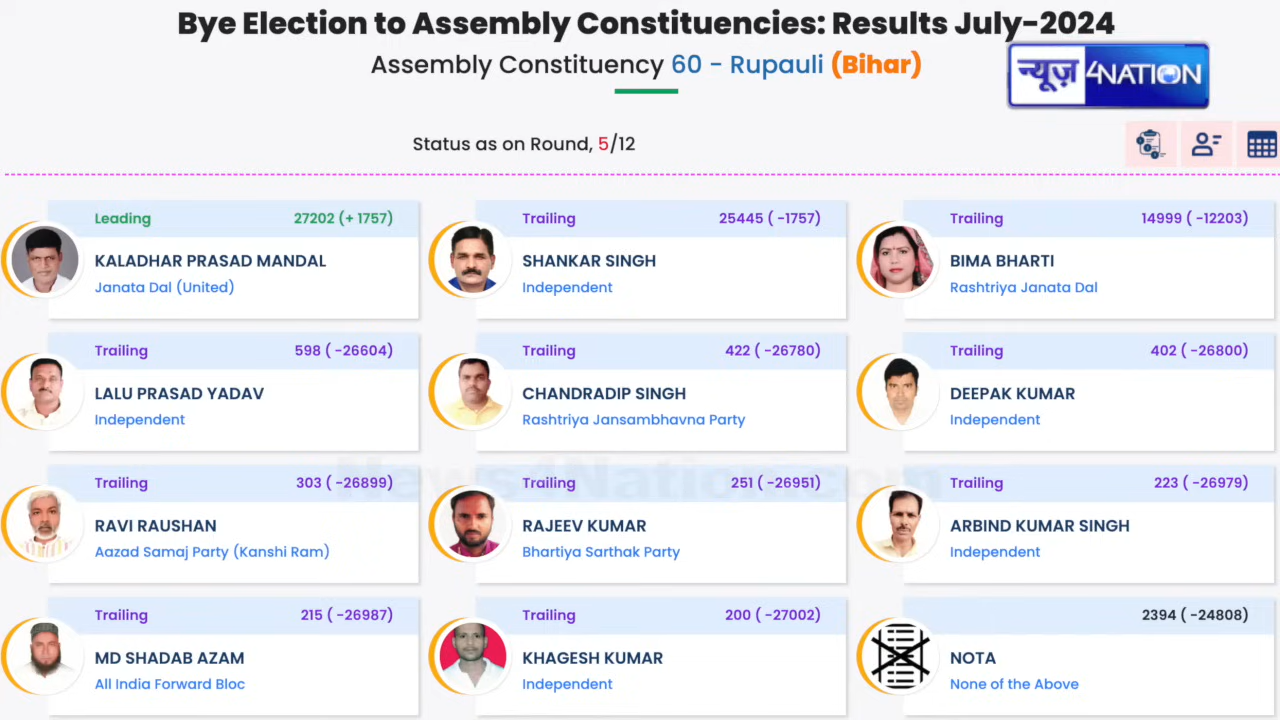 Bye Election to Assembly Constituencies: Results July-2024
Assembly Constituency 60 - Rupauli (Bihar)
न्यूज़ 4NATION
Status as on Round, 5/12
Leading 27202 (+ 1757)
KALADHAR PRASAD MANDAL
Janata Dal (United)
Trailing 25445 ( -1757)
SHANKAR SINGH
Independent
Trailing 14999 ( -12203)
BIMA BHARTI
Rashtriya Janata Dal
Trailing 598 ( -26604)
LALU PRASAD YADAV
Independent
Trailing 422 ( -26780)
CHANDRADIP SINGH
Rashtriya Jansambhavna Party
Trailing 402 ( -26800)
DEEPAK KUMAR
Independent
News4Nation.com
Trailing 303 ( -26899)
RAVI RAUSHAN
Aazad Samaj Party (Kanshi Ram)
Trailing 251 ( -26951)
RAJEEV KUMAR
Bhartiya Sarthak Party
Trailing 223 ( -26979)
ARBIND KUMAR SINGH
Independent
Trailing 215 ( -26987)
MD SHADAB AZAM
All India Forward Bloc
Trailing 200 ( -27002)
KHAGESH KUMAR
Independent
2394 ( -24808)
NOTA
None of the Above